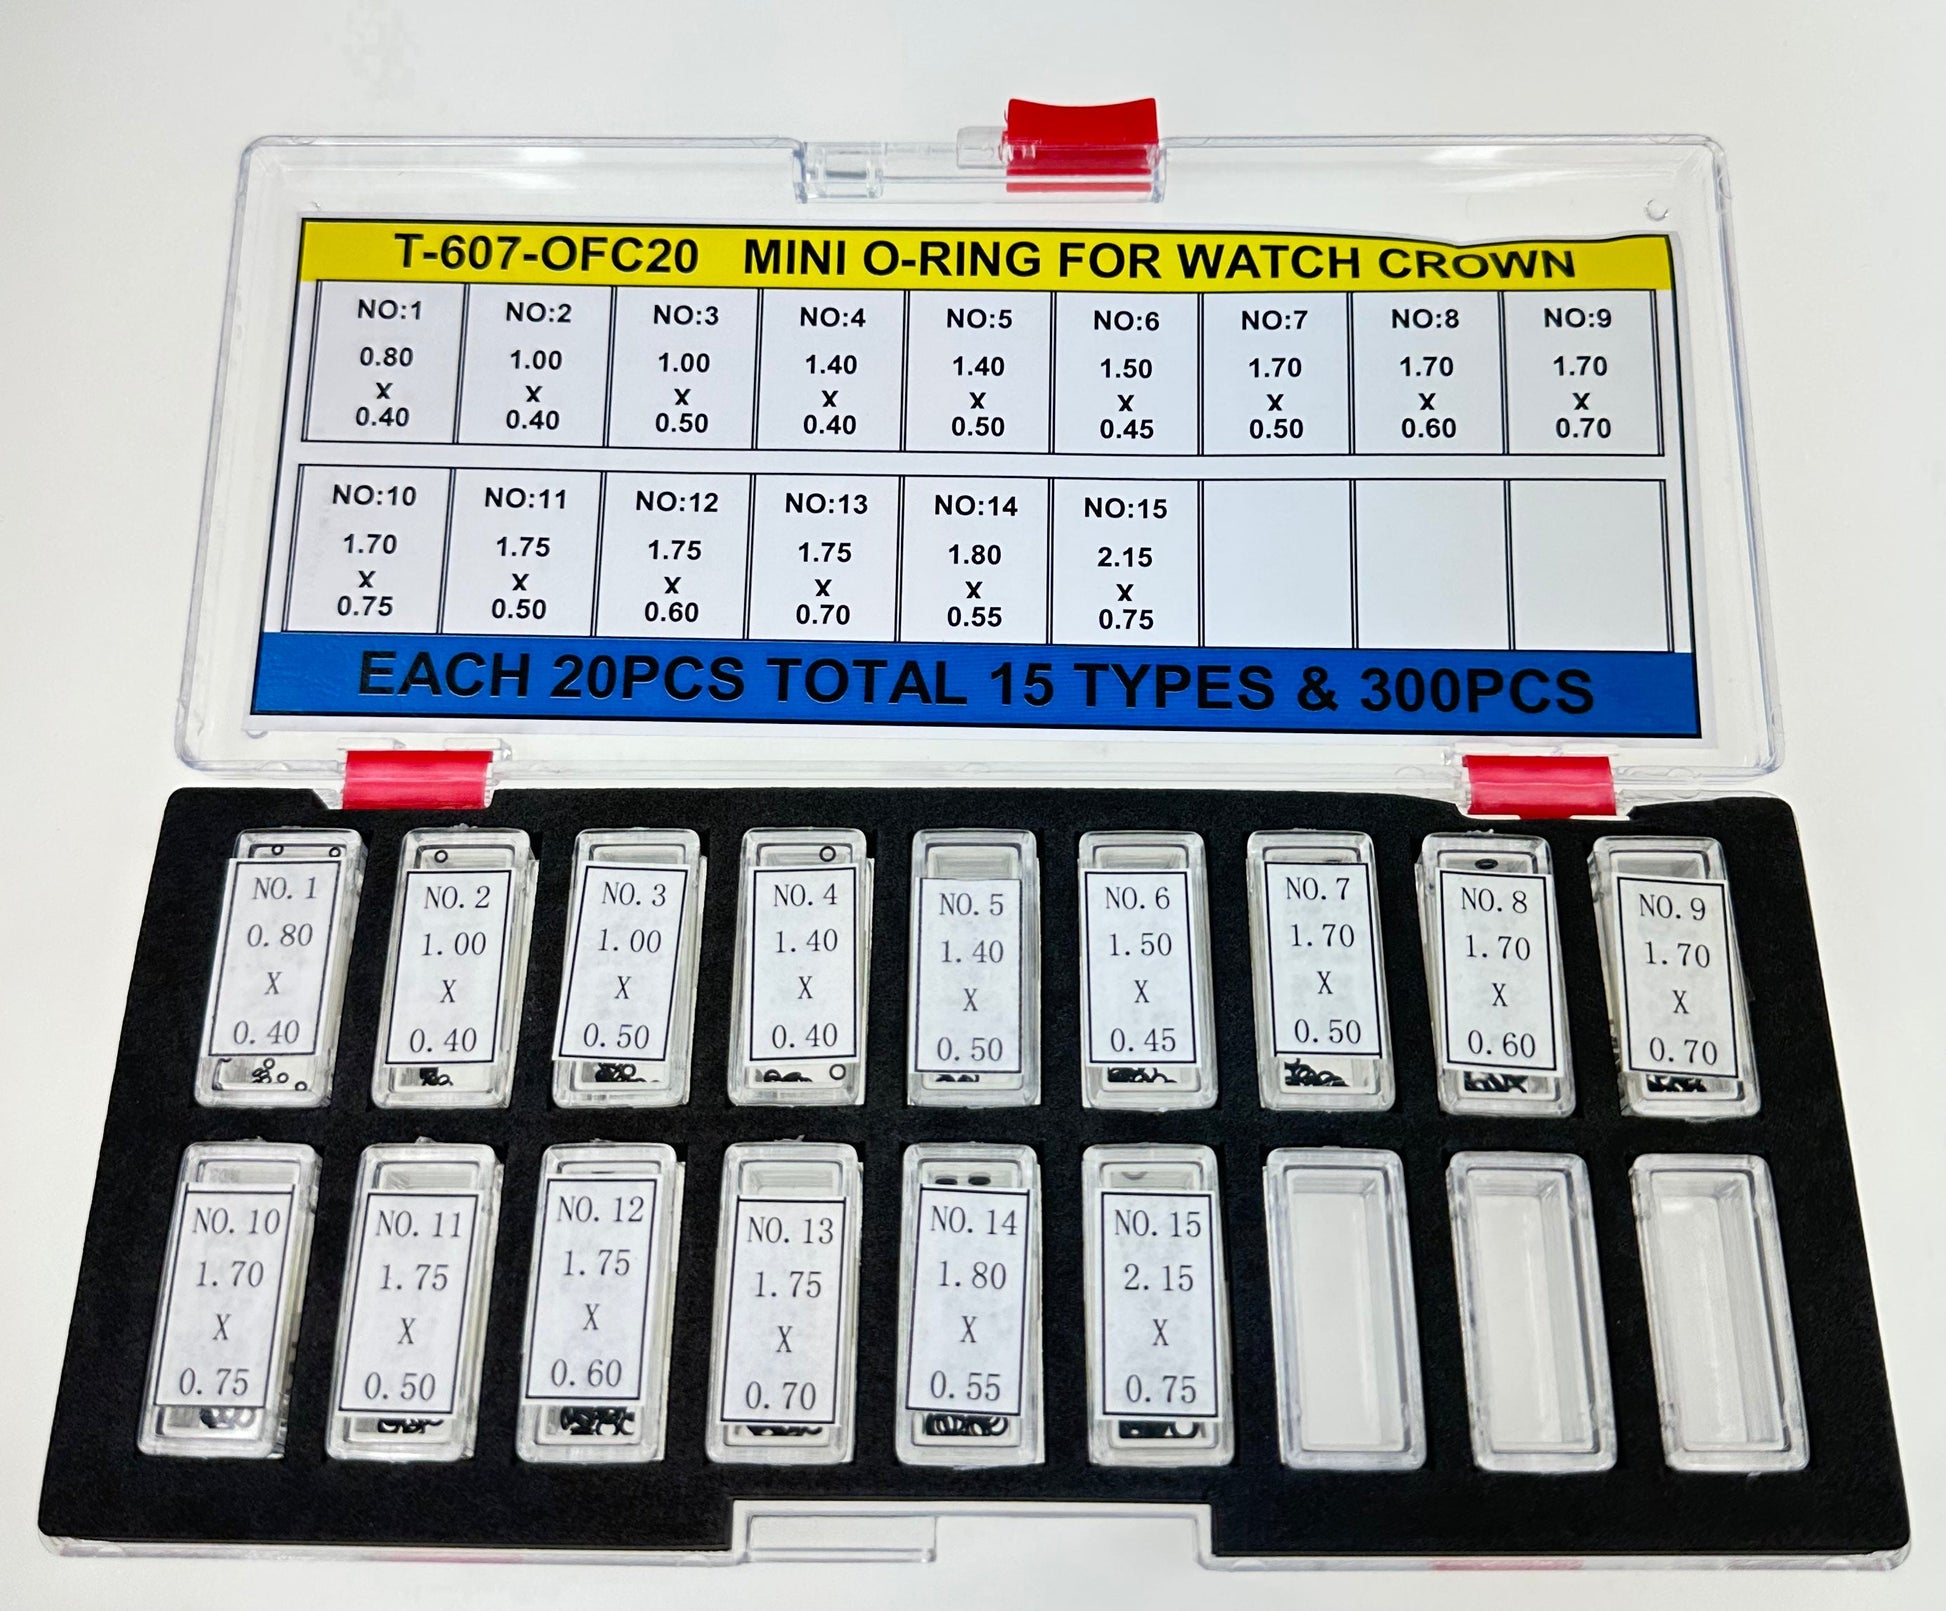 T-607-OFC20 MINI O-RING FOR WATCH CROWN
NO:1 NO:2 NO:3 NO:4 NO:5 NO:6 NO:7 NO:8 NO:9
0.80 1.00 1.00 1.40 1.40 1.50 1.70 1.70 1.70
X X X X X X X X X
0.40 0.40 0.50 0.40 0.50 0.45 0.50 0.60 0.70
NO:10 NO:11 NO:12 NO:13 NO:14 NO:15
1.70 1.75 1.75 1.75 1.80 2.15
X X X X X X
0.75 0.50 0.60 0.70 0.55 0.75
EACH 20PCS TOTAL 15 TYPES & 300PCS
NO. 1 NO. 2 NO. 3 NO. 4 NO. 5 NO. 6 NO. 7 NO. 8 NO. 9
0.80 1.00 1.00 1.40 1.40 1.50 1.70 1.70 1.70
X X X X X X X X X
0.40 0.40 0.50 0.40 0.50 0.45 0.50 0.60 0.70
NO. 10 NO. 11 NO. 12 NO. 13 NO. 14 NO. 15
1.70 1.75 1.75 1.75 1.80 2.15
X X X X X X
0.75 0.50 0.60 0.70 0.55 0.75